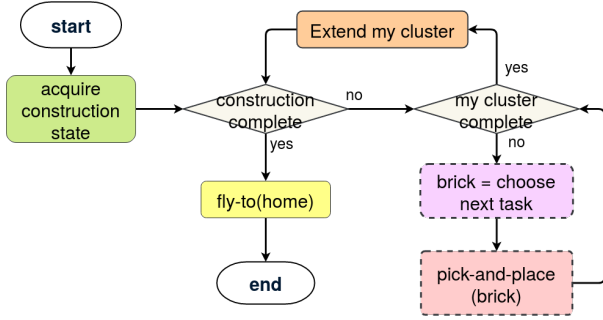 start
Extend my cluster
acquire
construction
state
construction
complete
no
my cluster
complete
yes
yes
no
fly-to(home)
brick = choose
next task
end
pick-and-place
(brick)